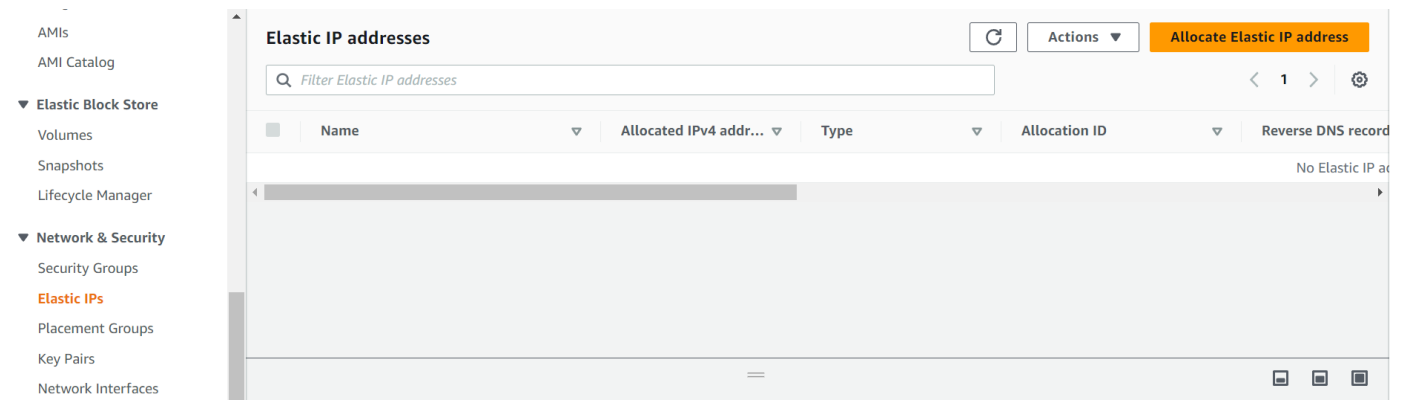 AMIs
AMI Catalog
Elastic Block Store
Volumes
Snapshots
Lifecycle Manager
Network & Security
Security Groups
Elastic IPs
Placement Groups
Key Pairs
Network Interfaces
Elastic IP addresses
Actions
Allocate Elastic IP address
Filter Elastic IP addresses
1
Name
Allocated IPv4 addr...
Type
Allocation ID
Reverse DNS record
No Elastic IP